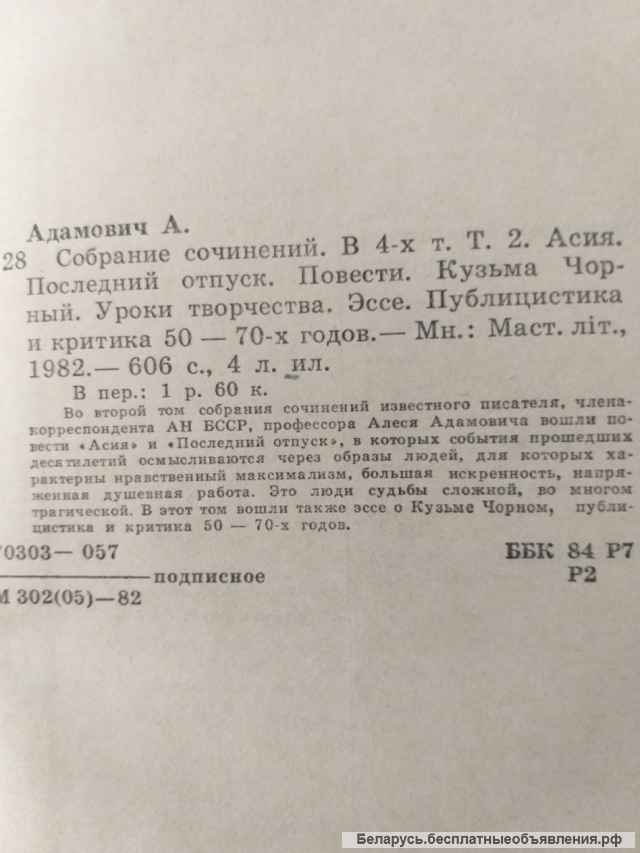 Адамович А.
28 Собрание сочинений. В 4-х т. Т. 2. Асия.
Последний отпуск. Повести. Кузьма Чор-
ный. Уроки творчества. Эссе. Публицистика
и критика 50 — 70-х годов.— Мн.: Маст. літ.,
1982.— 606 с., 4 л. ил.
В пер.: 1 р. 60 к.
Во второй том собрания сочинений известного писателя, члена-
корреспондента АН БССР, профессора Алеся Адамовича вошли по-
вести «Асия» и «Последний отпуск», в которых события прошедших
десятилетий осмысливаются через образы людей, для которых ха-
рактерны нравственный максимализм, большая искренность, напря-
женная душевная работа. Это люди судьбы сложной, во многом
трагической. В этот том вошли также эссе о Кузьме Чорном, публи-
цистика и критика 50 — 70-х годов.
70303— 057 ББК 84 Р7
подписное Р2
М 302(05)—82
Беларусь.бесплатныеобъявления.рф